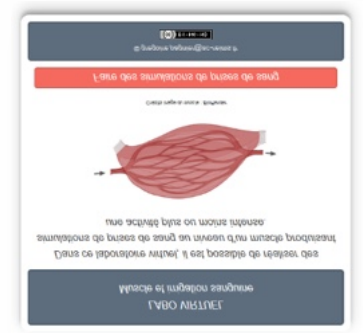 LABO VIRTUEL
Muscle et irrigation sanguine
Dans ce laboratoire virtuel, il est possible de réaliser des
simulations de prises de sang au niveau d'un muscle produisant
une activité plus ou moins intense.
Faire des simulations de prises de sang